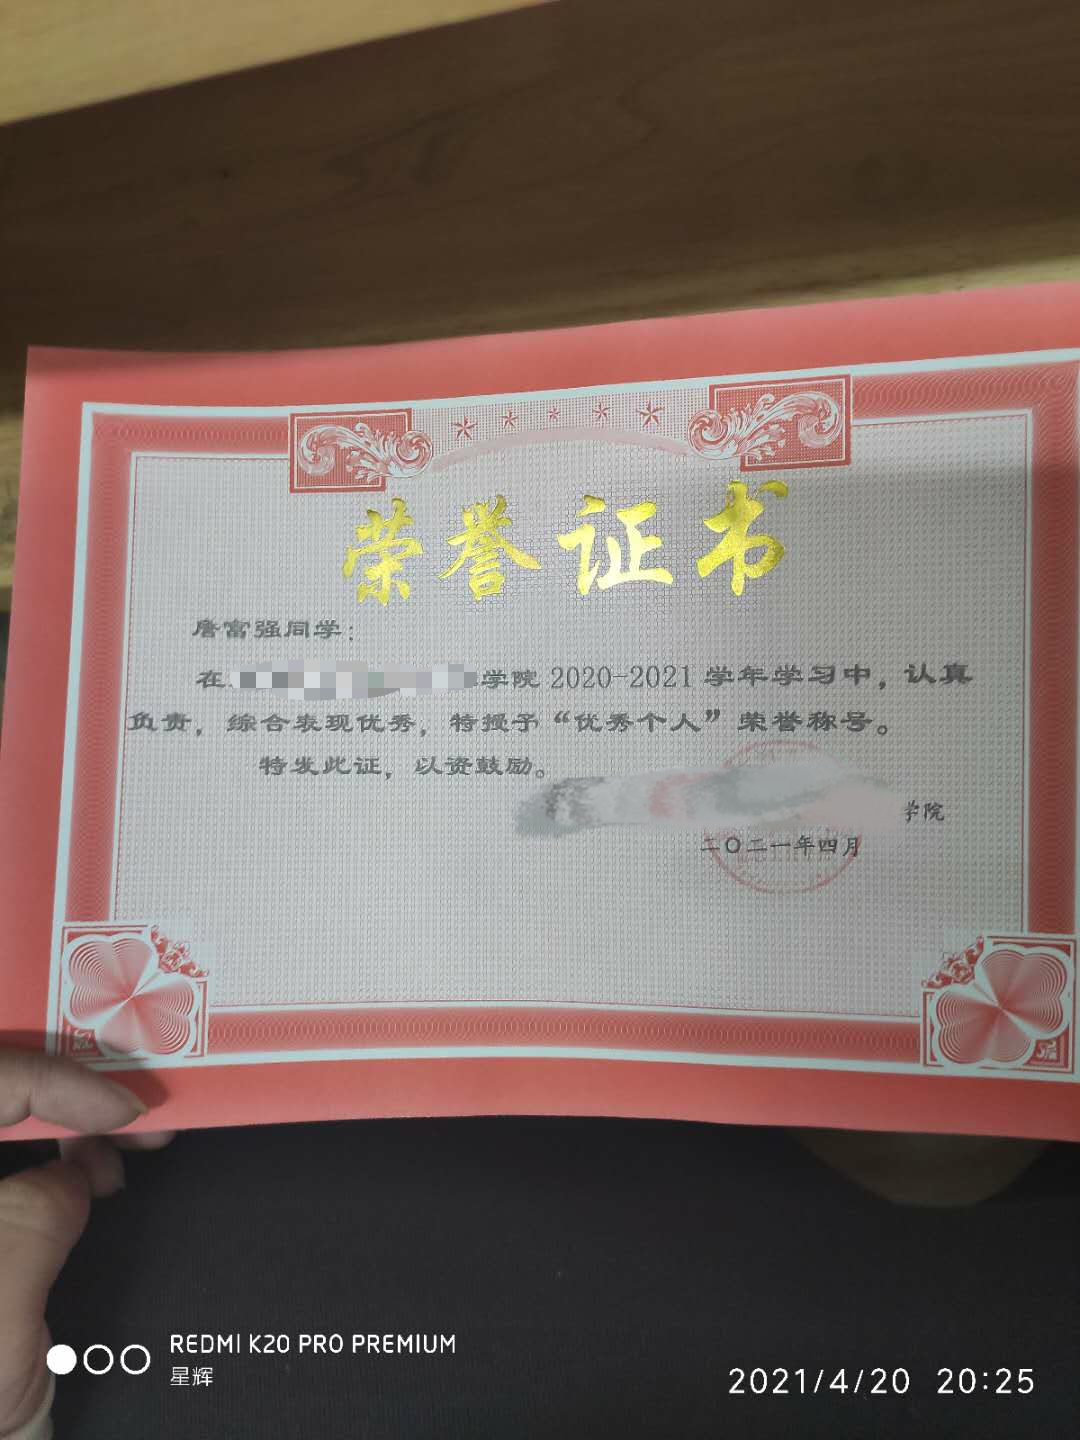 荣誉证书
唐富强同学：
在
学院 2020-2021 学年学习中，认真
负责，综合表现优秀，特授予“优秀个人”荣誉称号。
特发此证，以资鼓励。
学院
二〇二一年四月
REDMI K20 PRO PREMIUM
星辉
2021/4/20 20:25